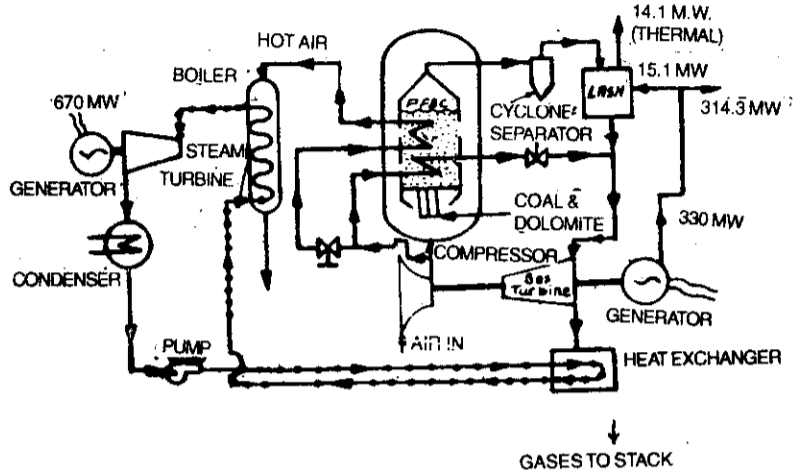 14.1 M.W.
(THERMAL)
HOT AIR
BOILER
15.1 MW
PFBC
LASH
670 MW
CYCLONE
SEPARATOR
314.3 MW
STEAM
TURBINE
GENERATOR
COAL &
DOLOMITE
330 MW
COMPRESSOR
CONDENSER
Gas
Turbine
GENERATOR
AIR IN
PUMP
HEAT EXCHANGER
GASES TO STACK